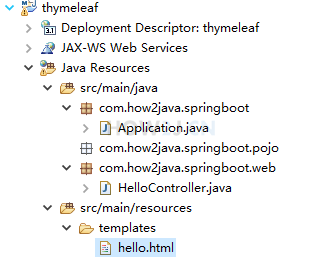 thymeleaf
Deployment Descriptor: thymeleaf
JAX-WS Web Services
Java Resources
src/main/java
com.how2java.springboot
Application.java
com.how2java.springboot.pojo
com.how2java.springboot.web
HelloController.java
src/main/resources
templates
hello.html